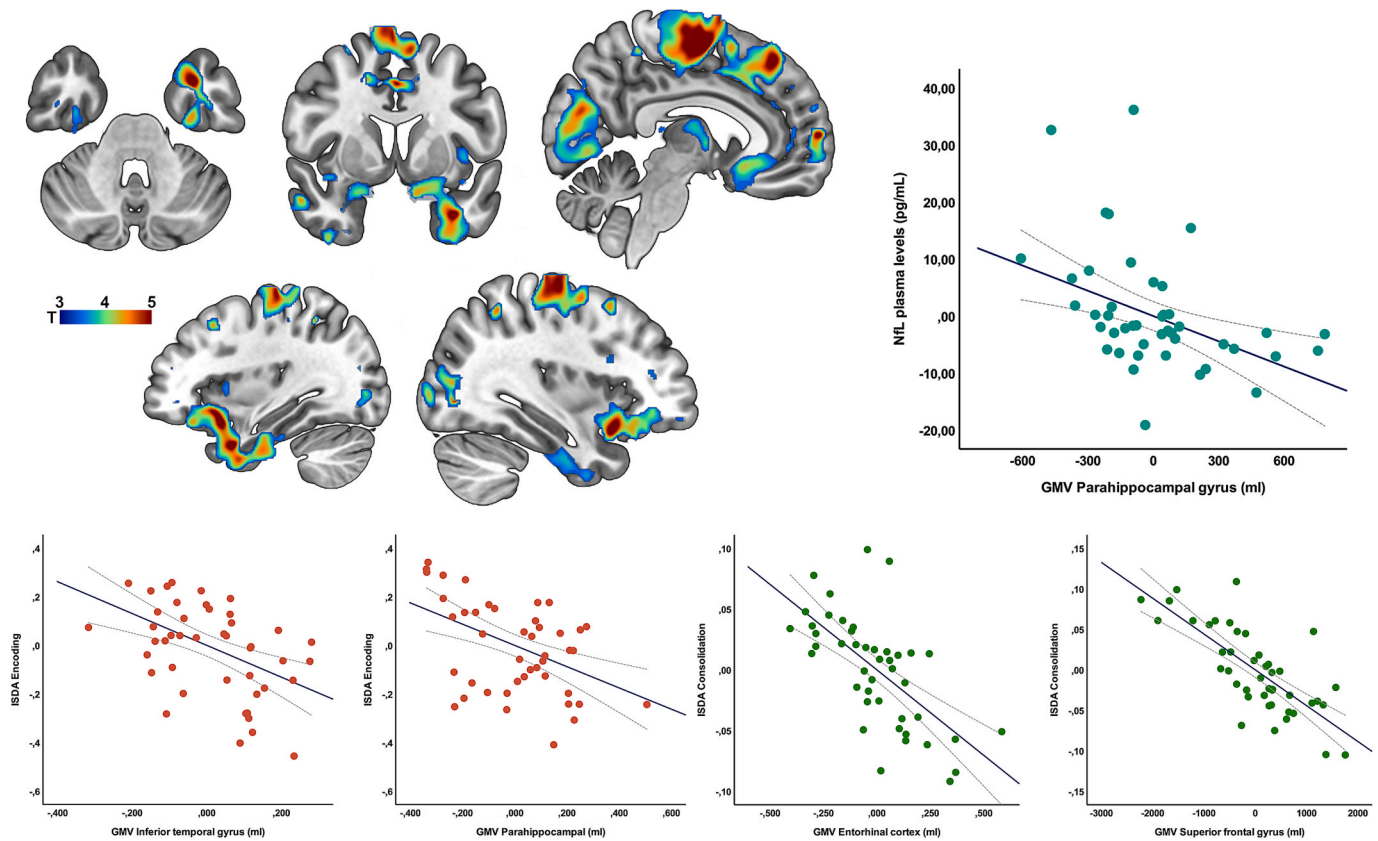 T 3 4 5
NfL plasma levels (pg/mL)
40,00
30,00
20,00
10,00
,00
-10,00
-20,00
-600 -300 0 300 600
GMV Parahippocampal gyrus (ml)
ISDA Encoding
,4
,2
,0
-,2
-,4
-,6
-,400 -,200 ,000 ,200
GMV Inferior temporal gyrus (ml)
ISDA Encoding
,4
,2
,0
-,2
-,4
-,6
-,400 -,200 ,000 ,200 ,400 ,600
GMV Parahippocampal (ml)
ISDA Consolidation
,10
,05
,00
-,05
-,10
-,500 -,250 ,000 ,250 ,500
GMV Entorhinal cortex (ml)
ISDA Consolidation
,15
,10
,05
,00
-,05
-,10
-,15
-3000 -2000 -1000 0 1000 2000
GMV Superior frontal gyrus (ml)